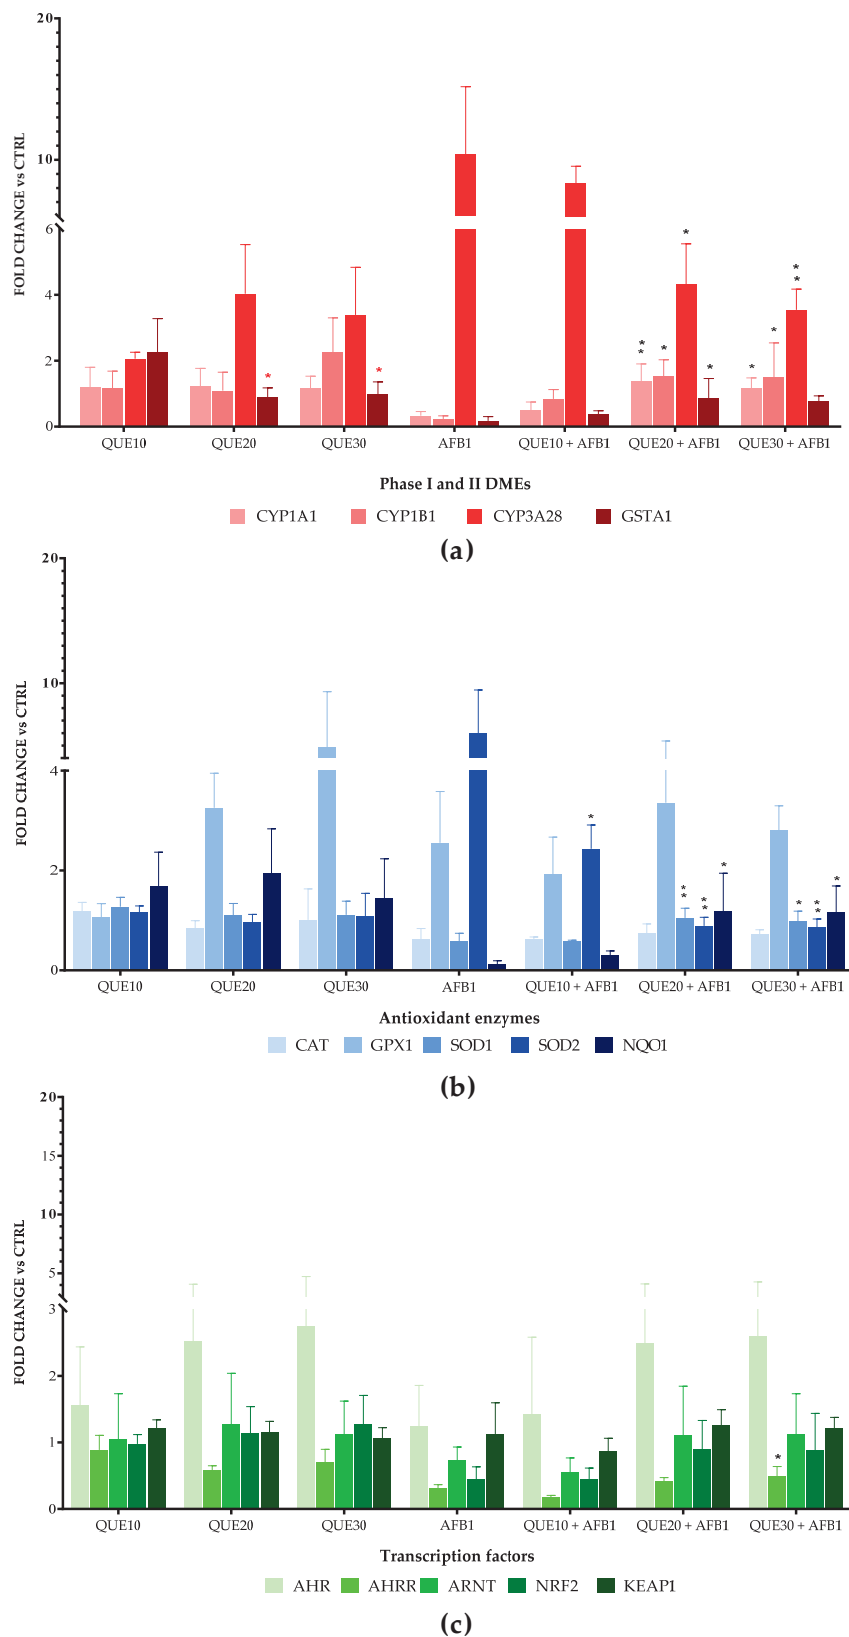 20
10
6
4
2
0
FOLD CHANGE vs CTRL
*
*
*
*
*
*
*
*
*
*
*
*
QUE10
QUE20
QUE30
AFB1
QUE10 + AFB1
QUE20 + AFB1
QUE30 + AFB1
Phase I and II DMEs
CYP1A1 CYP1B1 CYP3A28 GSTA1
(a)
20
10
4
2
0
FOLD CHANGE vs CTRL
*
*
*
*
*
*
*
*
*
*
QUE10
QUE20
QUE30
AFB1
QUE10 + AFB1
QUE20 + AFB1
QUE30 + AFB1
Antioxidant enzymes
CAT GPX1 SOD1 SOD2 NQO1
(b)
20
15
10
5
3
2
1
0
FOLD CHANGE vs CTRL
*
QUE10
QUE20
QUE30
AFB1
QUE10 + AFB1
QUE20 + AFB1
QUE30 + AFB1
Transcription factors
AHR AHRR ARNT NRF2 KEAP1
(c)